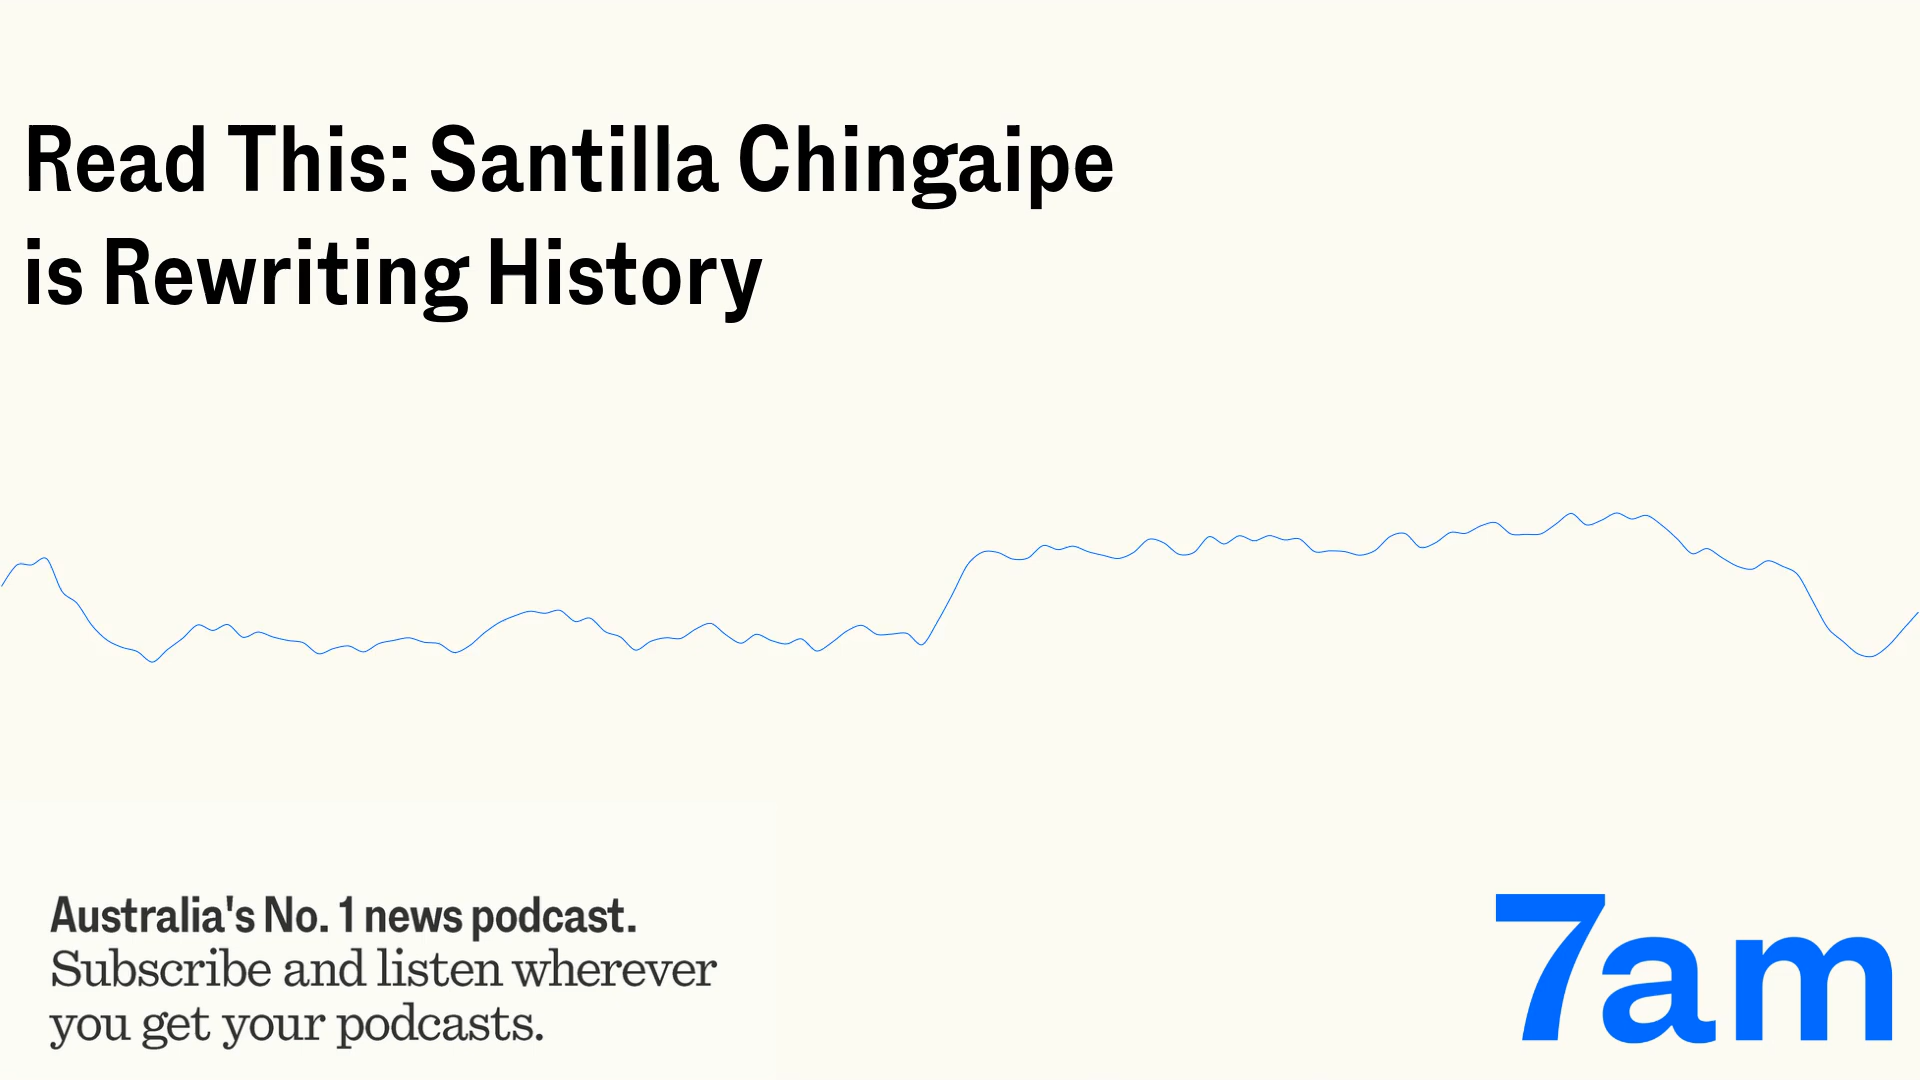 Read This: Santilla Chingaipe
is Rewriting History
Australia's No. 1 news podcast.
Subscribe and listen wherever
you get your podcasts.
7am